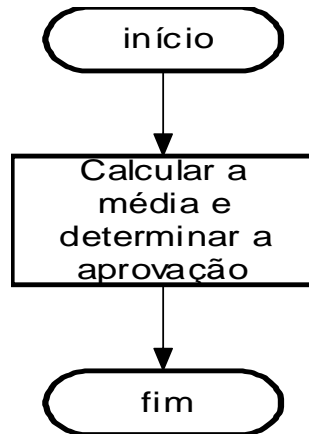 início
Calcular a
média e
determinar a
aprovação
fim